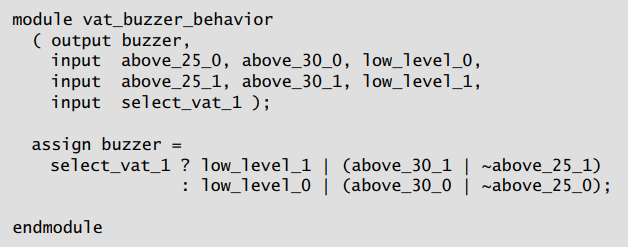 module vat_buzzer_behavior
( output buzzer,
input above_25_0, above_30_0, low_level_0,
input above_25_1, above_30_1, low_level_1,
input select_vat_1 );
assign buzzer =
select_vat_1 ? low_level_1 | (above_30_1 | ~above_25_1)
: low_level_0 | (above_30_0 | ~above_25_0);
endmodule